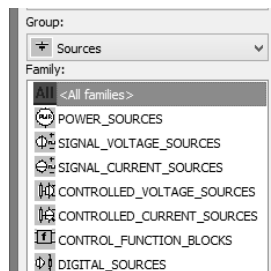 Group:
Sources
Family:
All <All families>
POWER_SOURCES
SIGNAL_VOLTAGE_SOURCES
SIGNAL_CURRENT_SOURCES
CONTROLLED_VOLTAGE_SOURCES
CONTROLLED_CURRENT_SOURCES
CONTROL_FUNCTION_BLOCKS
DIGITAL_SOURCES